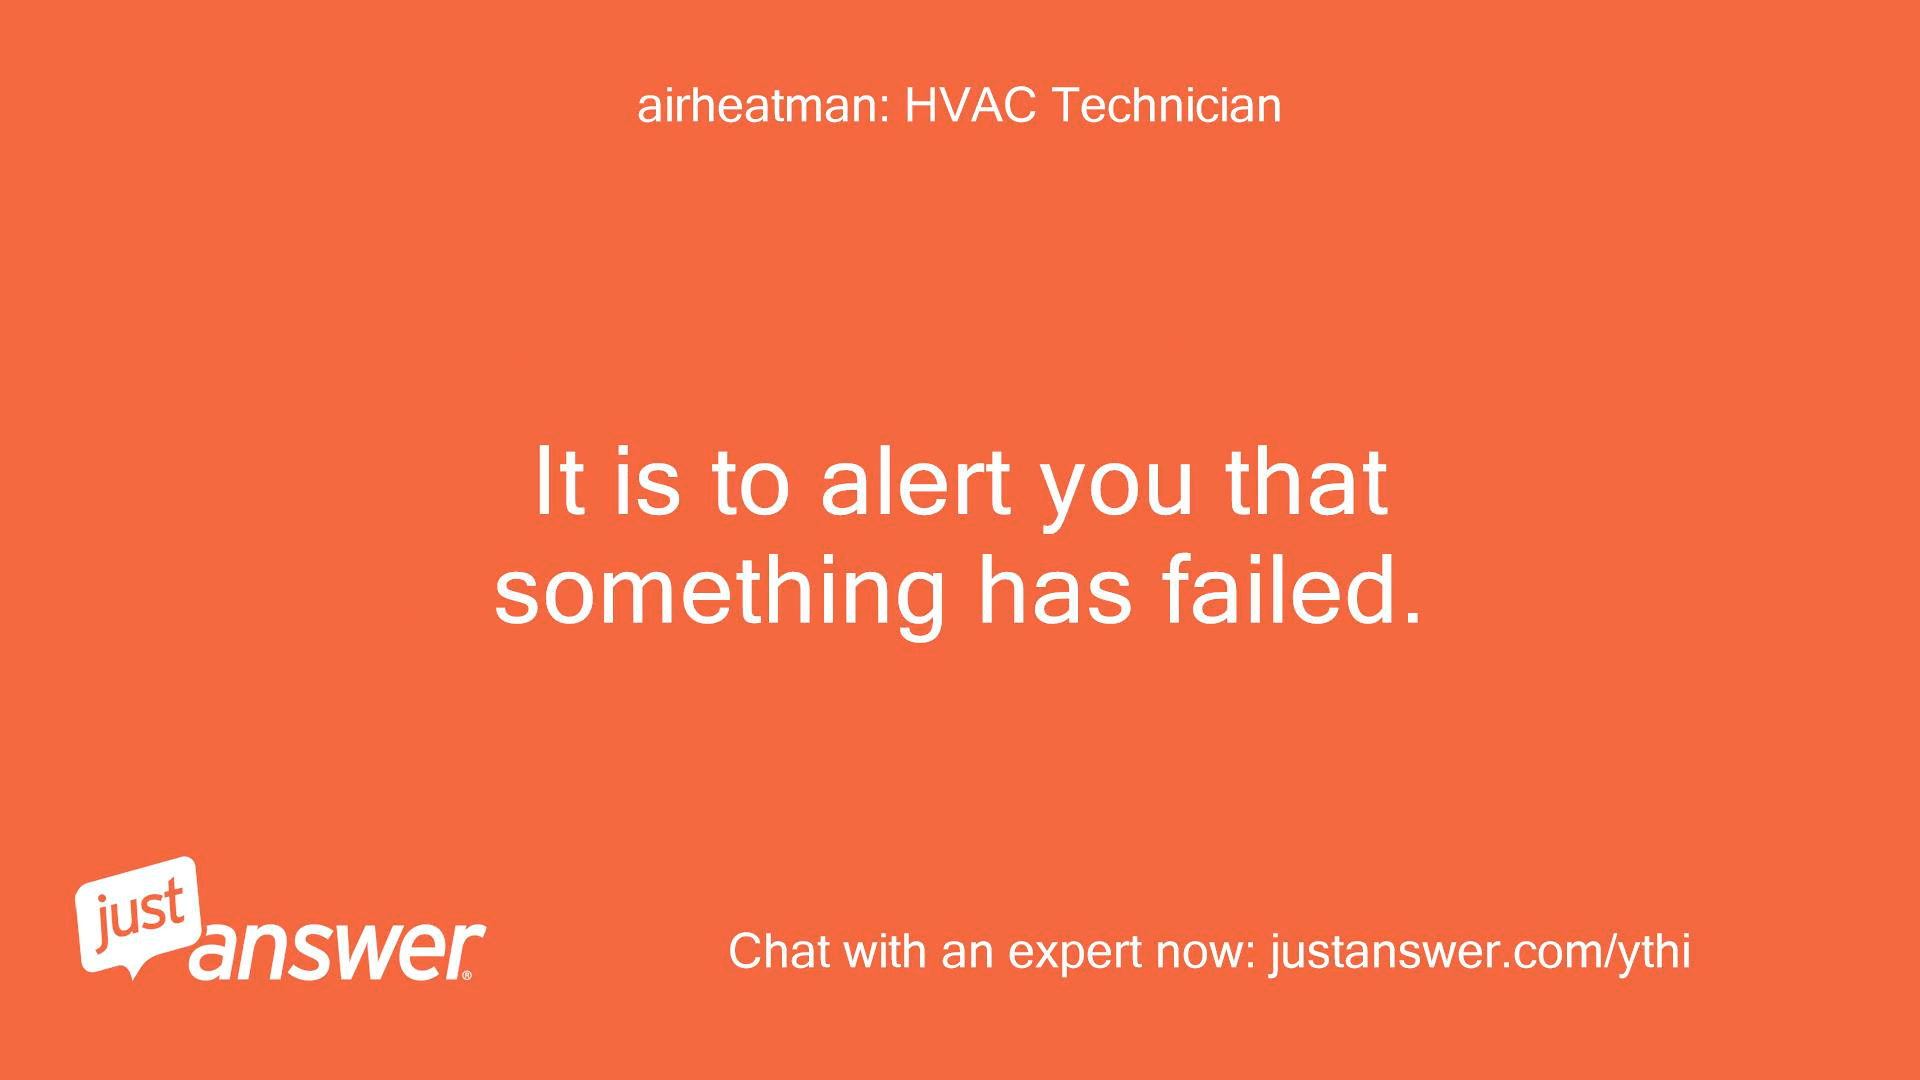 airheatman: HVAC Technician
It is to alert you that
something has failed.
just
answer®
Chat with an expert now: justanswer.com/ythi